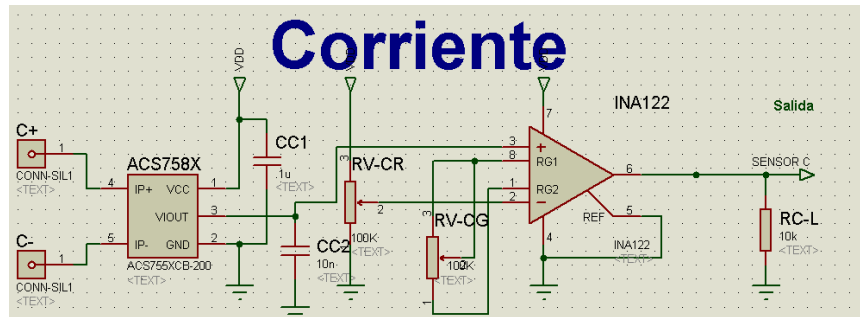 Corriente
VDD
VDD
INA122
Salida
C+
1
CONN-SIL1
<TEXT>
ACS758X
4 IP+ VCC 1
VIOUT 3
5 IP- GND 2
ACS755XCB-200
<TEXT>
C-
1
CONN-SIL1
<TEXT>
CC1
1u
<TEXT>
CC2
10n
<TEXT>
RV-CR
3
2
100K
<TEXT>
RV-CG
3
100K
<TEXT>
1
7
3 +
8 RG1
1 RG2
2 −
6
REF 5
4
INA122
<TEXT>
SENSOR C
RC-L
10k
<TEXT>